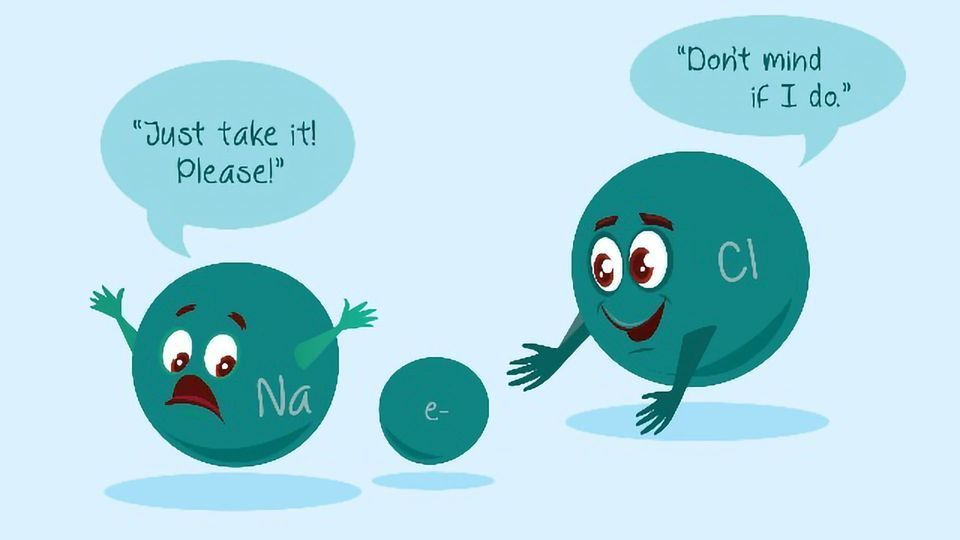 “Just take it!
Please!”
“Don't mind
if I do.”
Na
e-
Cl